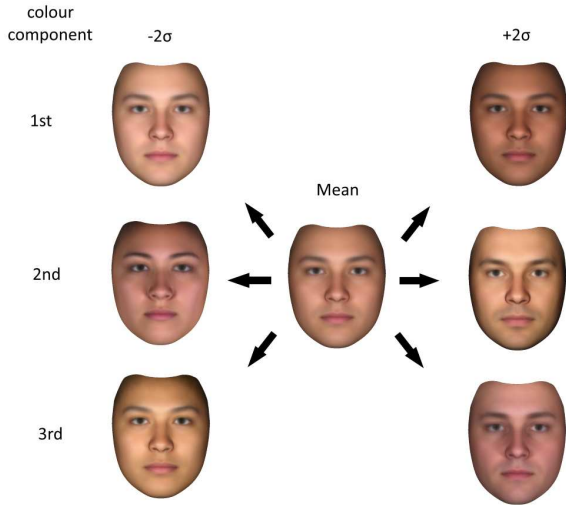 colour
component
-2σ
+2σ
1st
Mean
2nd
3rd